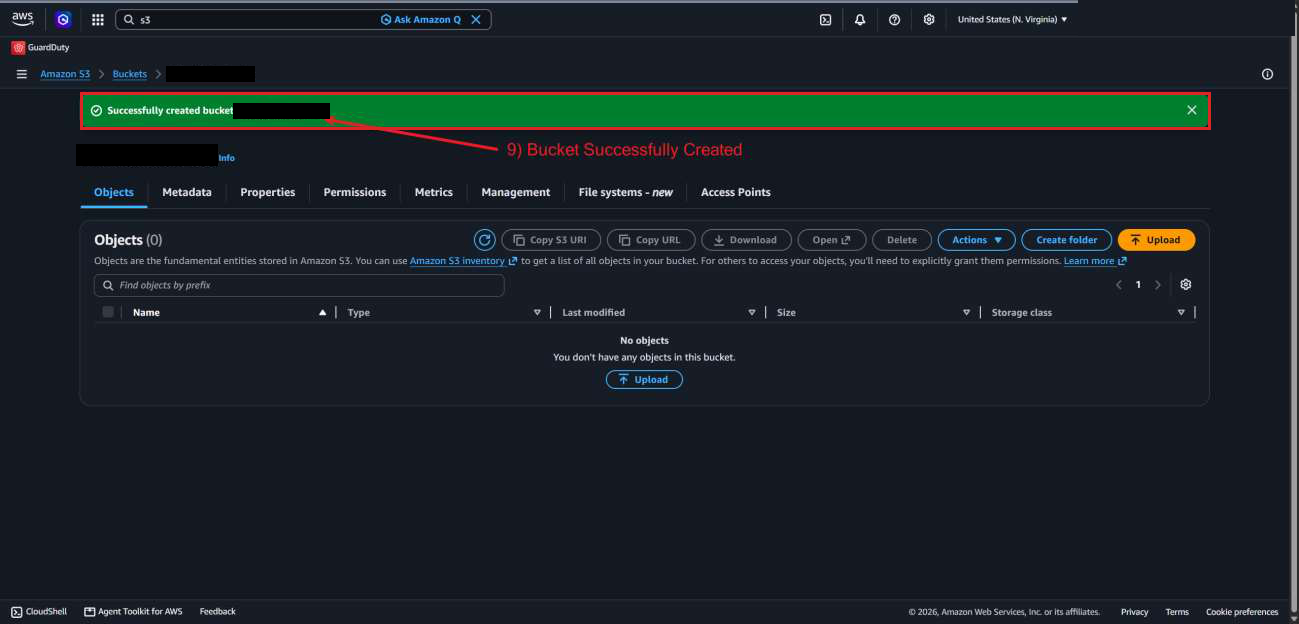 aws
s3
Ask Amazon Q
United States (N. Virginia)
GuardDuty
Amazon S3
Buckets
Successfully created bucket
9) Bucket Successfully Created
Info
Objects Metadata Properties Permissions Metrics Management File systems - new Access Points
Objects (0)
Copy S3 URI Copy URL Download Open Delete Actions Create folder Upload
Objects are the fundamental entities stored in Amazon S3. You can use Amazon S3 inventory to get a list of all objects in your bucket. For others to access your objects, you'll need to explicitly grant them permissions. Learn more
Find objects by prefix
1
Name Type Last modified Size Storage class
No objects
You don't have any objects in this bucket.
Upload
CloudShell Agent Toolkit for AWS Feedback © 2026, Amazon Web Services, Inc. or its affiliates. Privacy Terms Cookie preferences